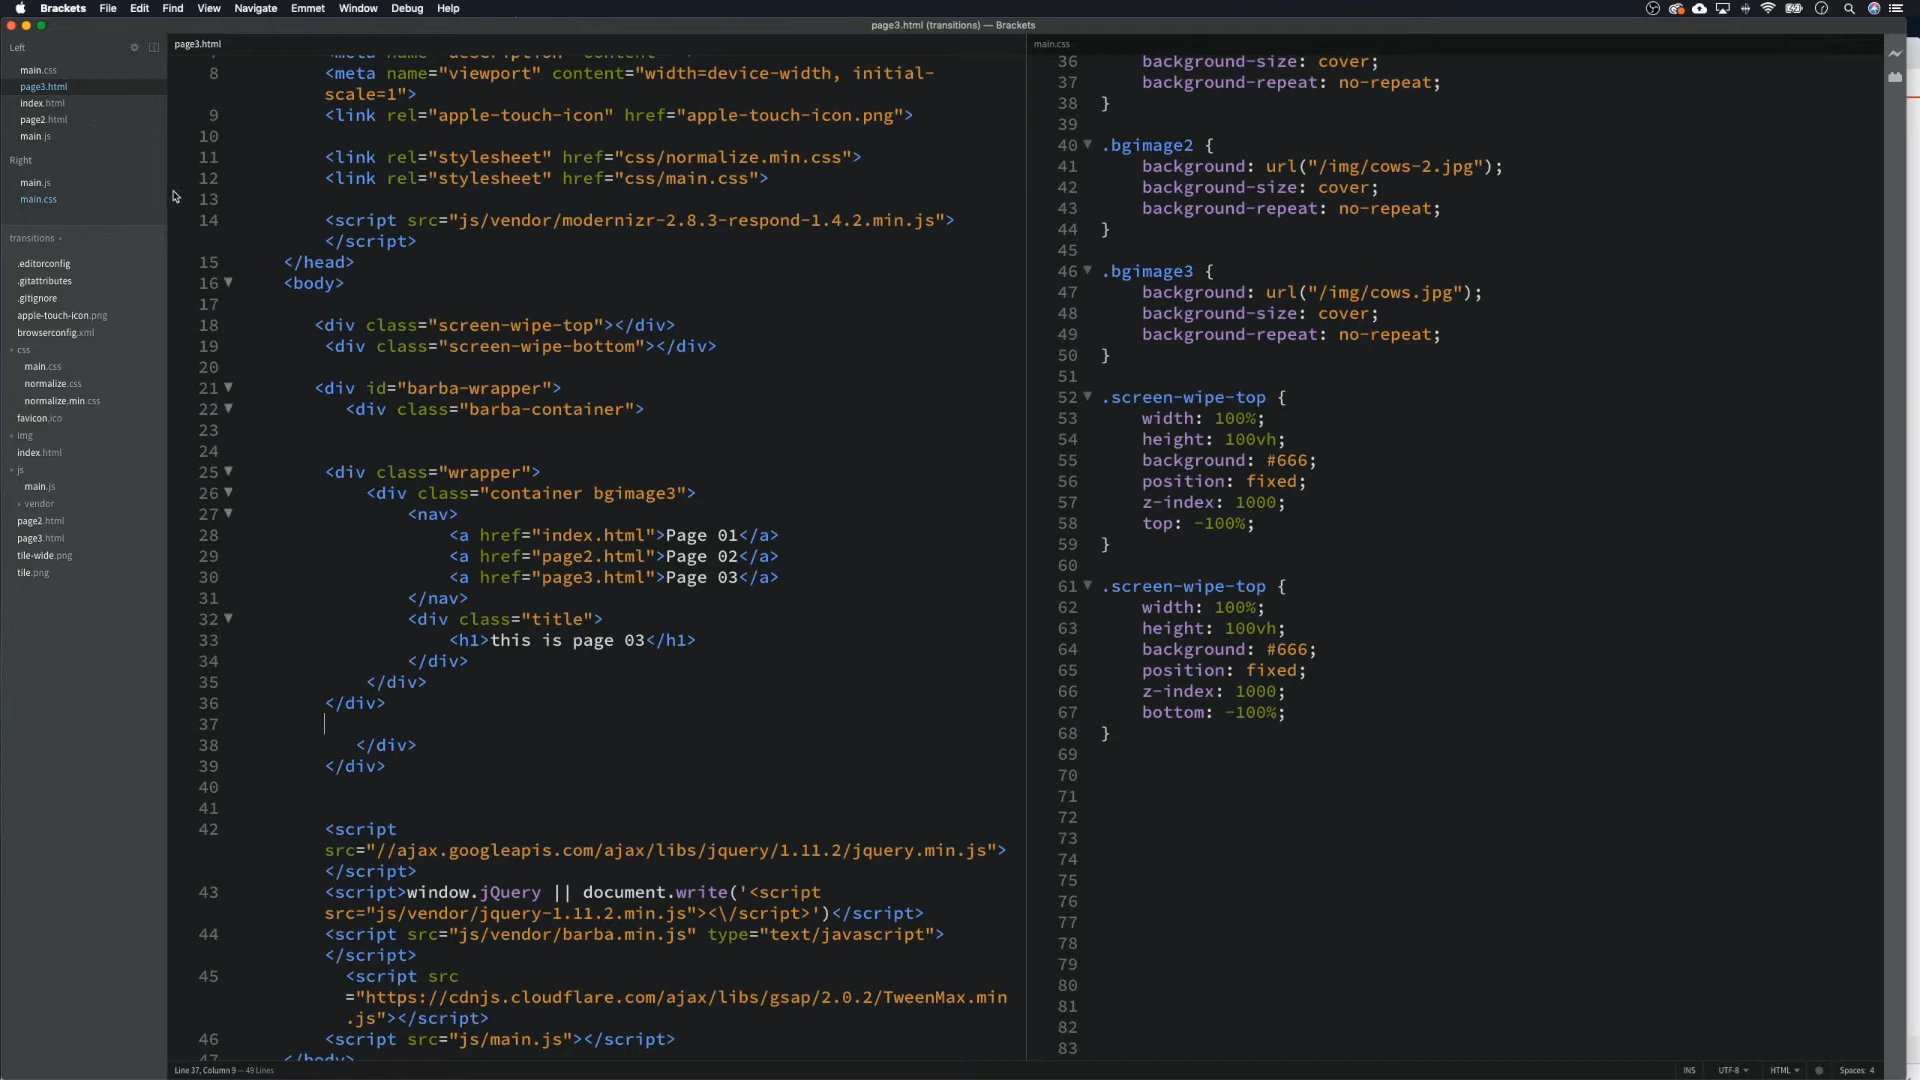 Brackets File Edit Find View Navigate Emmet Window Debug Help
page3.html (transitions) — Brackets
Left
main.css
page3.html
index.html
page2.html
main.js
Right
main.js
main.css
transitions
.editorconfig
.gitattributes
.gitignore
apple-touch-icon.png
browserconfig.xml
css
main.css
normalize.css
normalize.min.css
favicon.ico
img
index.html
js
main.js
vendor
page2.html
page3.html
tile-wide.png
tile.png
page3.html
8 <meta name="viewport" content="width=device-width, initial-
scale=1">
9 <link rel="apple-touch-icon" href="apple-touch-icon.png">
10
11 <link rel="stylesheet" href="css/normalize.min.css">
12 <link rel="stylesheet" href="css/main.css">
13
14 <script src="js/vendor/modernizr-2.8.3-respond-1.4.2.min.js">
</script>
15 </head>
16 <body>
17
18 <div class="screen-wipe-top"></div>
19 <div class="screen-wipe-bottom"></div>
20
21 <div id="barba-wrapper">
22 <div class="barba-container">
23
24
25 <div class="wrapper">
26 <div class="container bgimage3">
27 <nav>
28 <a href="index.html">Page 01</a>
29 <a href="page2.html">Page 02</a>
30 <a href="page3.html">Page 03</a>
31 </nav>
32 <div class="title">
33 <h1>this is page 03</h1>
34 </div>
35 </div>
36 </div>
37
38 </div>
39 </div>
40
41
42 <script
src="//ajax.googleapis.com/ajax/libs/jquery/1.11.2/jquery.min.js">
</script>
43 <script>window.jQuery || document.write('<script
src="js/vendor/jquery-1.11.2.min.js"><\/script>')</script>
44 <script src="js/vendor/barba.min.js" type="text/javascript">
</script>
45 <script src
="https://cdnjs.cloudflare.com/ajax/libs/gsap/2.0.2/TweenMax.min
.js"></script>
46 <script src="js/main.js"></script>
47 </body>
main.css
36 background-size: cover;
37 background-repeat: no-repeat;
38 }
39
40 .bgimage2 {
41 background: url("/img/cows-2.jpg");
42 background-size: cover;
43 background-repeat: no-repeat;
44 }
45
46 .bgimage3 {
47 background: url("/img/cows.jpg");
48 background-size: cover;
49 background-repeat: no-repeat;
50 }
51
52 .screen-wipe-top {
53 width: 100%;
54 height: 100vh;
55 background: #666;
56 position: fixed;
57 z-index: 1000;
58 top: -100%;
59 }
60
61 .screen-wipe-top {
62 width: 100%;
63 height: 100vh;
64 background: #666;
65 position: fixed;
66 z-index: 1000;
67 bottom: -100%;
68 }
69
70
71
72
73
74
75
76
77
78
79
80
81
82
83
Line 37, Column 9 — 49 Lines
INS UTF-8 HTML Spaces: 4